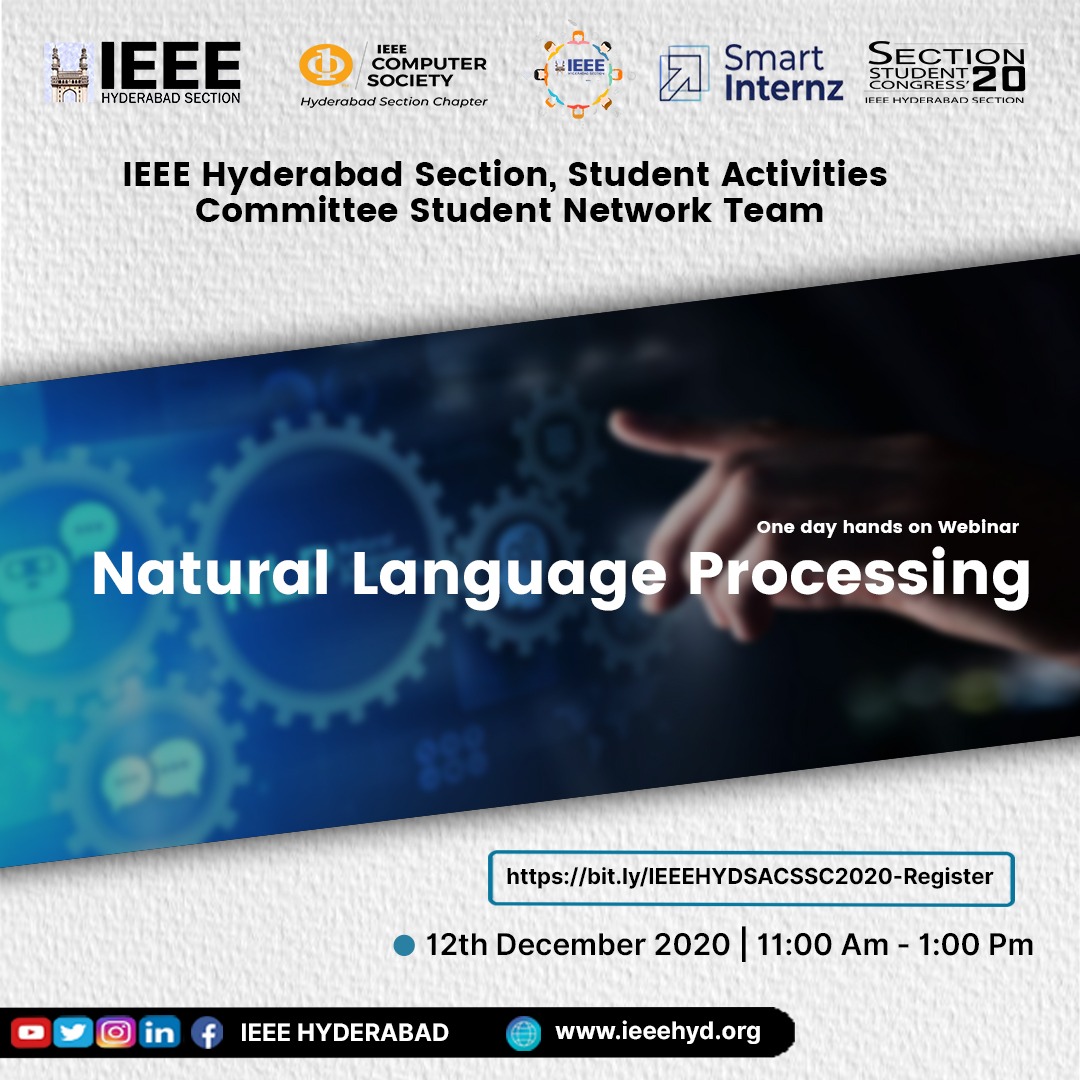 IEEE
HYDERABAD SECTION
IEEE
COMPUTER
SOCIETY
Hyderabad Section Chapter
IEEE
Smart
Internz
SECTION
STUDENT
CONGRESS'
20
IEEE HYDERABAD SECTION
IEEE Hyderabad Section, Student Activities
Committee Student Network Team
One day hands on Webinar
Natural Language Processing
https://bit.ly/IEEEHYDSACSSC2020-Register
12th December 2020 | 11:00 Am - 1:00 Pm
in
IEEE HYDERABAD
www.ieeehyd.org